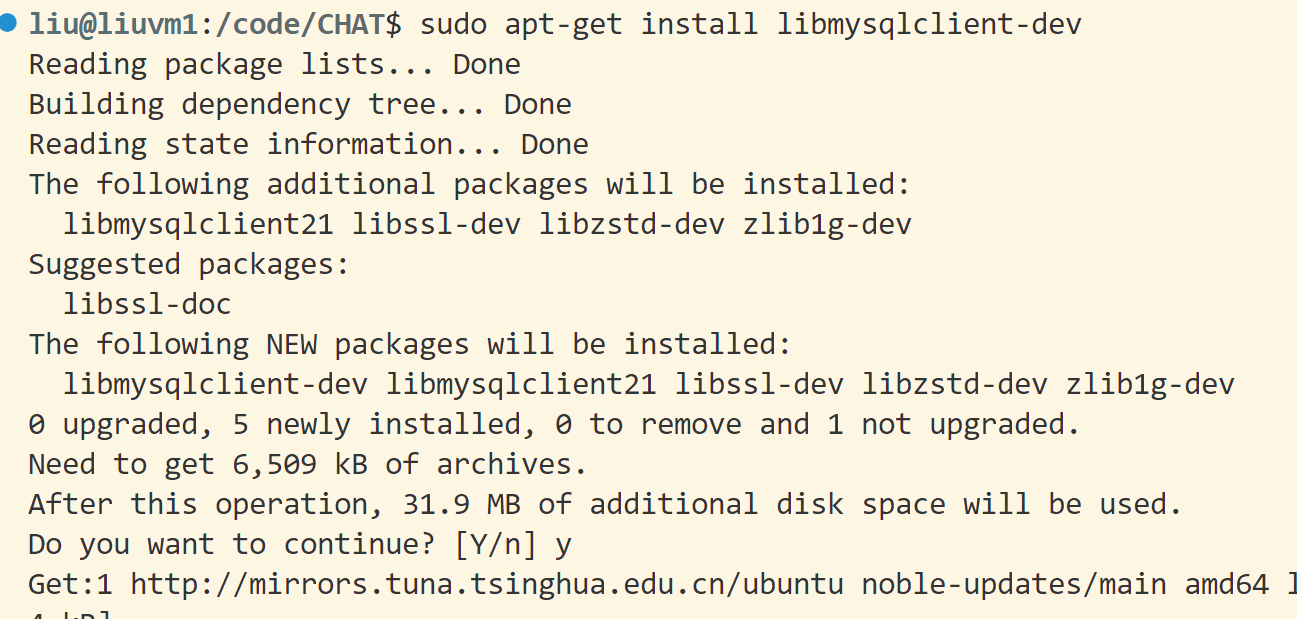 liu@liuvm1:/code/CHAT$ sudo apt-get install libmysqlclient-dev
Reading package lists... Done
Building dependency tree... Done
Reading state information... Done
The following additional packages will be installed:
  libmysqlclient21 libssl-dev libzstd-dev zlib1g-dev
Suggested packages:
  libssl-doc
The following NEW packages will be installed:
  libmysqlclient-dev libmysqlclient21 libssl-dev libzstd-dev zlib1g-dev
0 upgraded, 5 newly installed, 0 to remove and 1 not upgraded.
Need to get 6,509 kB of archives.
After this operation, 31.9 MB of additional disk space will be used.
Do you want to continue? [Y/n] y
Get:1 http://mirrors.tuna.tsinghua.edu.cn/ubuntu noble-updates/main amd64